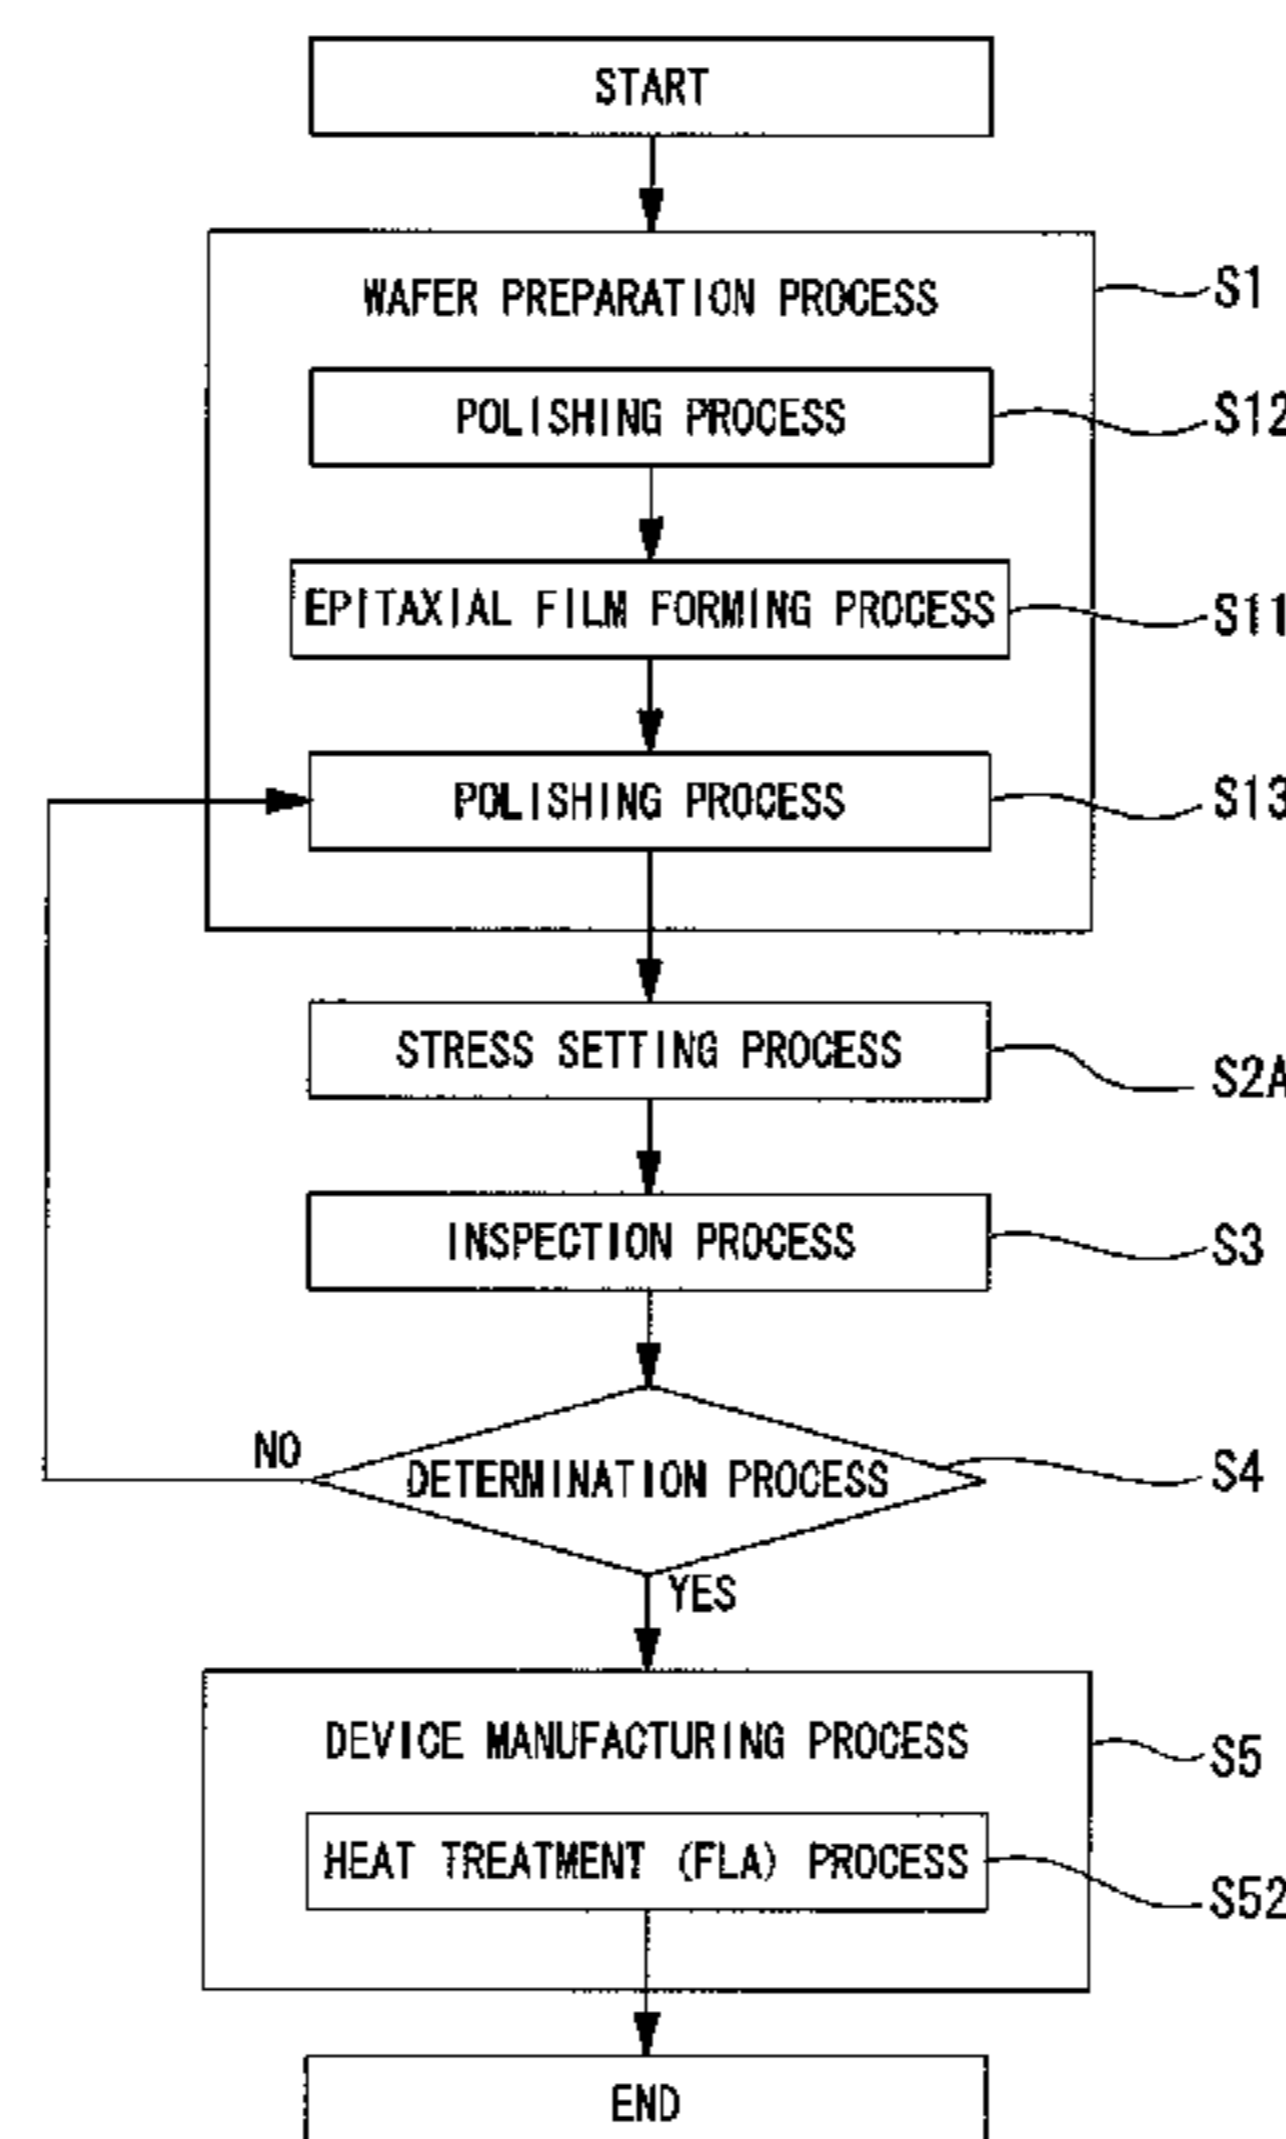 START
WAFER PREPARATION PROCESS
S1
POLISHING PROCESS
S12
EPITAXIAL FILM FORMING PROCESS
S11
POLISHING PROCESS
S13
STRESS SETTING PROCESS
S2A
INSPECTION PROCESS
S3
NO
DETERMINATION PROCESS
S4
YES
DEVICE MANUFACTURING PROCESS
S5
HEAT TREATMENT (FLA) PROCESS
S52
END